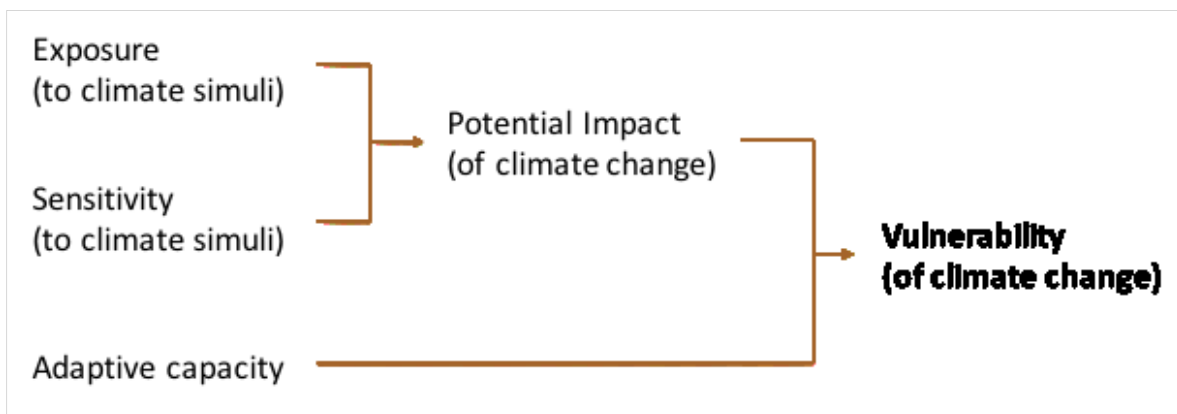 Exposure
(to climate simuli)
Potential Impact
(of climate change)
Sensitivity
(to climate simuli)
Vulnerability
(of climate change)
Adaptive capacity